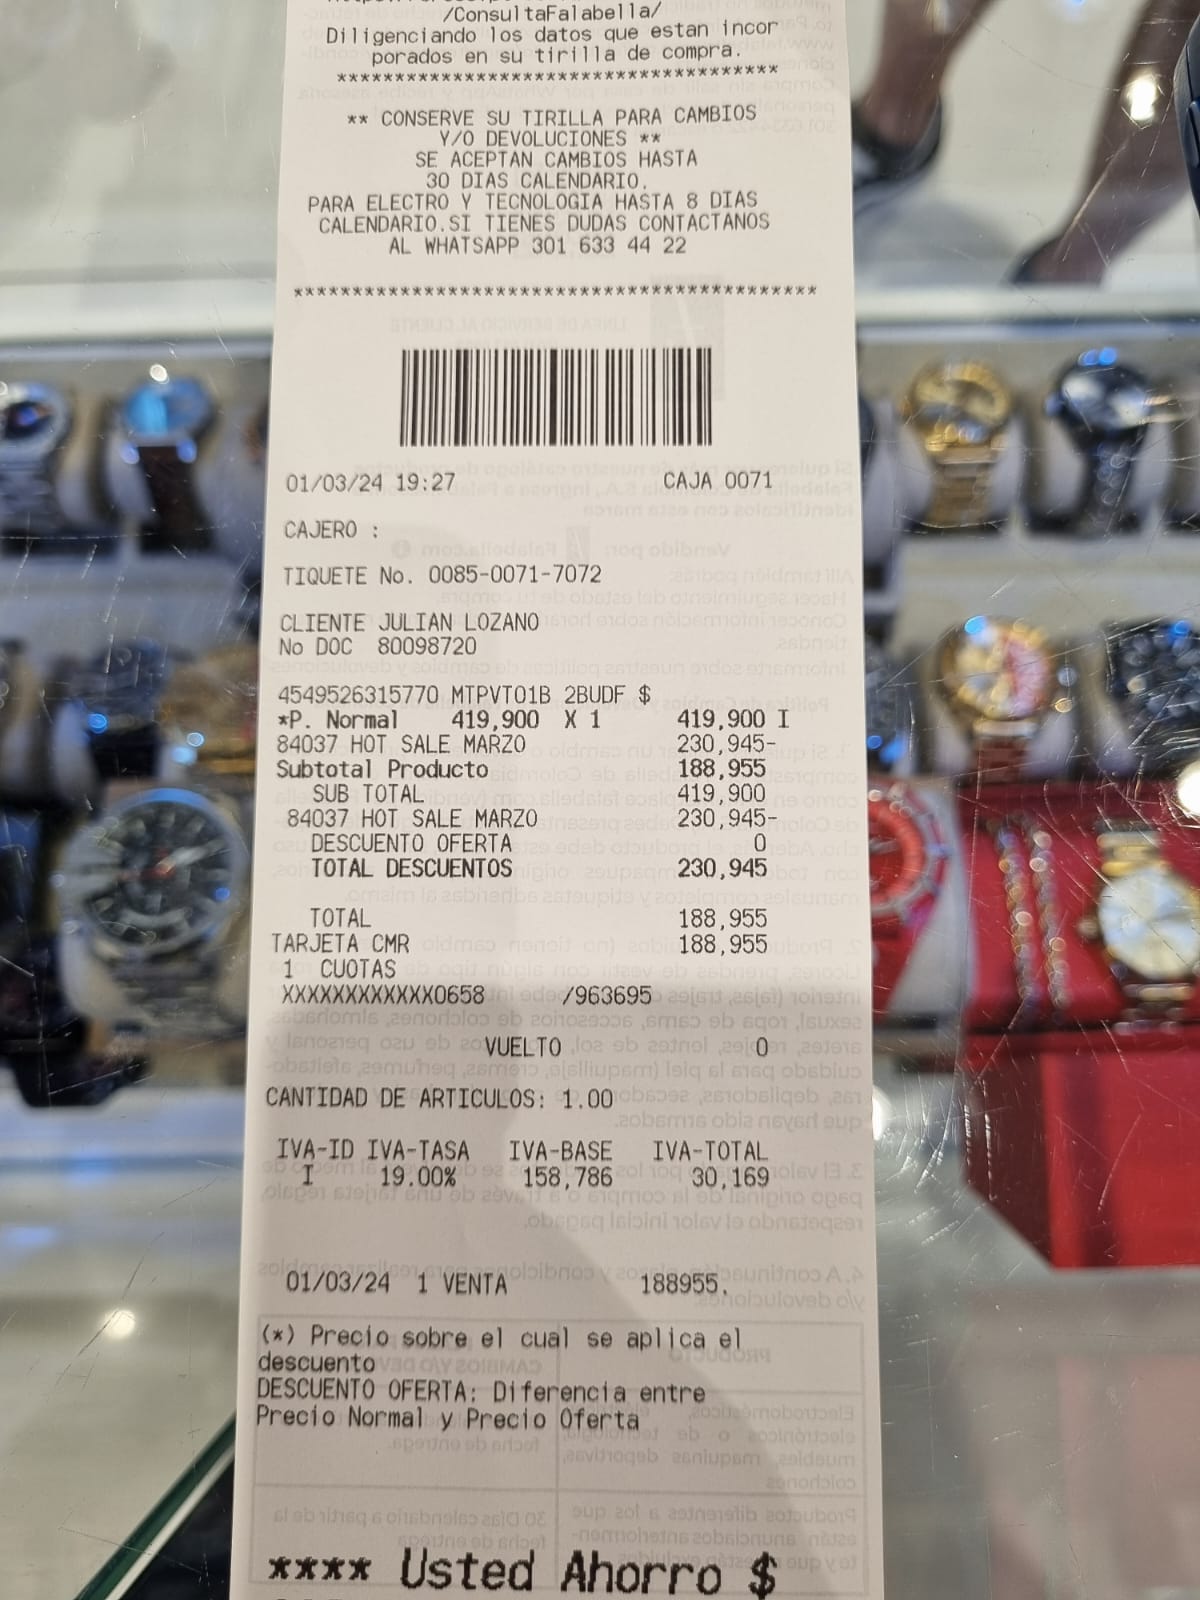 /ConsultaFalabella/
Diligenciando los datos que estan incor
porados en su tirilla de compra.
**************************************
** CONSERVE SU TIRILLA PARA CAMBIOS
Y/O DEVOLUCIONES **
SE ACEPTAN CAMBIOS HASTA
30 DIAS CALENDARIO.
PARA ELECTRO Y TECNOLOGIA HASTA 8 DIAS
CALENDARIO.SI TIENES DUDAS CONTACTANOS
AL WHATSAPP 301 633 44 22
********************************************
01/03/24 19:27 CAJA 0071
CAJERO :
TIQUETE No. 0085-0071-7072
CLIENTE JULIAN LOZANO
No DOC 80098720
4549526315770 MTPVT01B 2BUDF $
*P. Normal 419,900 X 1 419,900 I
84037 HOT SALE MARZO 230,945-
Subtotal Producto 188,955
SUB TOTAL 419,900
84037 HOT SALE MARZO 230,945-
DESCUENTO OFERTA 0
TOTAL DESCUENTOS 230,945
TOTAL 188,955
TARJETA CMR 188,955
1 CUOTAS
XXXXXXXXXXXX0658 /963695
VUELTO 0
CANTIDAD DE ARTICULOS: 1.00
IVA-ID IVA-TASA IVA-BASE IVA-TOTAL
I 19.00% 158,786 30,169
01/03/24 1 VENTA 188955.
(*) Precio sobre el cual se aplica el
descuento
DESCUENTO OFERTA: Diferencia entre
Precio Normal y Precio Oferta
**** Usted Ahorro $